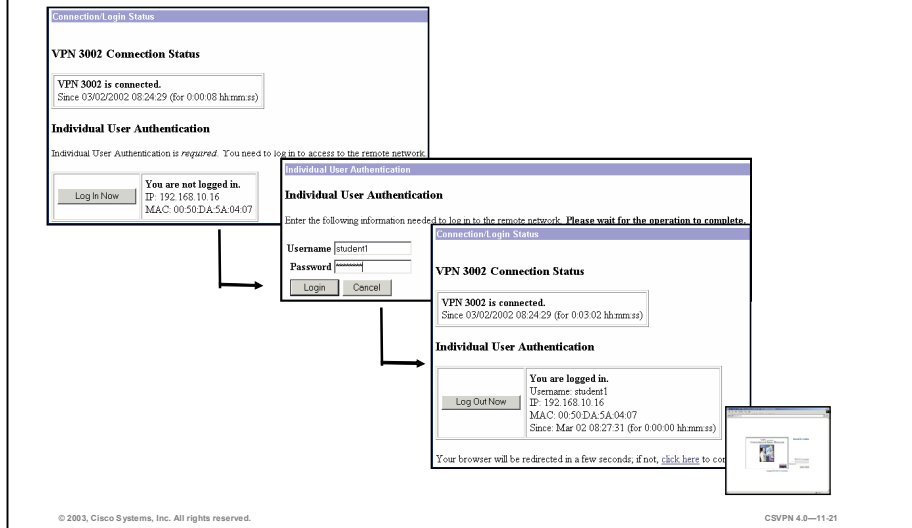 Connection/Login Status
VPN 3002 Connection Status
VPN 3002 is connected.
Since 03/02/2002 08:24:29 (for 0:00:08 hh:mm:ss)
Individual User Authentication
Individual User Authentication is required. You need to log in to access to the remote network.
Log In Now
You are not logged in.
IP: 192.168.10.16
MAC: 00:50:DA:5A:04:07
Individual User Authentication
Individual User Authentication
Enter the following information needed to log in to the remote network. Please wait for the operation to complete.
Username student1
Password *********
Login Cancel
Connection/Login Status
VPN 3002 Connection Status
VPN 3002 is connected.
Since 03/02/2002 08:24:29 (for 0:03:02 hh:mm:ss)
Individual User Authentication
Log Out Now
You are logged in.
Username: student1
IP: 192.168.10.16
MAC: 00:50:DA:5A:04:07
Since: Mar 02 08:27:31 (for 0:00:00 hh:mm:ss)
Your browser will be redirected in a few seconds; if not, click here to con
© 2003, Cisco Systems, Inc. All rights reserved.
CSVPN 4.0—11-21